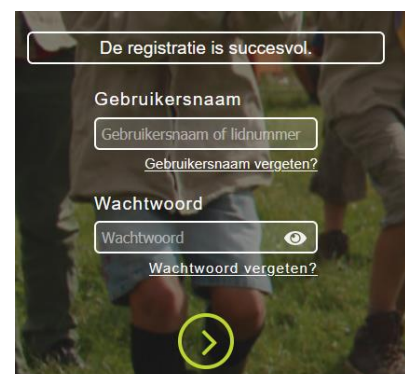 De registratie is succesvol.
Gebruikersnaam
Gebruikersnaam of lidnummer
Gebruikersnaam vergeten?
Wachtwoord
Wachtwoord
Wachtwoord vergeten?